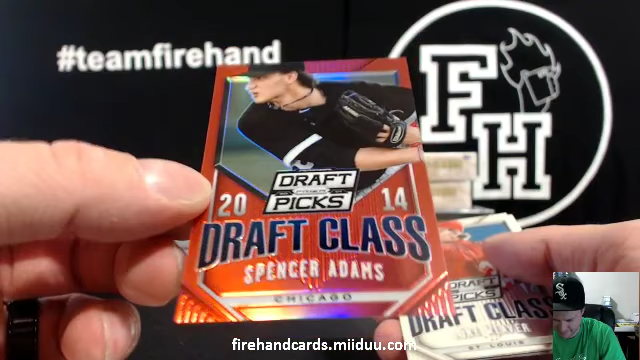 #teamfirehand
FH
DRAFT
PICKS
20 14
DRAFT CLASS
SPENCER ADAMS
CHICAGO
DRAFT
PICKS
DRAFT CLASS
ST. LOUIS
firehandcards.miiduu.com